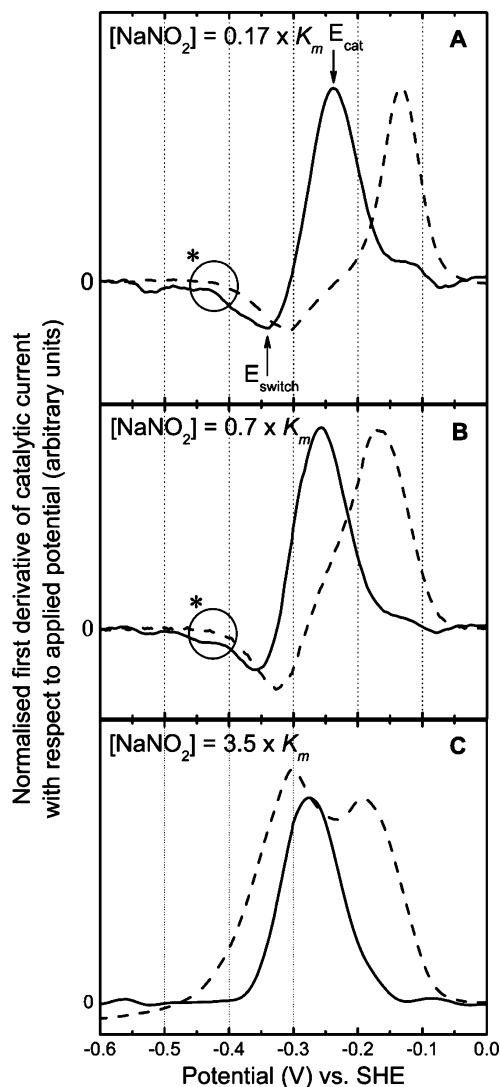 [NaNO₂] = 0.17 x Kₘ E_cat A
*
0
E_switch
[NaNO₂] = 0.7 x Kₘ B
*
0
[NaNO₂] = 3.5 x Kₘ C
0
-0.6 -0.5 -0.4 -0.3 -0.2 -0.1 0.0
Potential (V) vs. SHE
Normalised first derivative of catalytic current
with respect to applied potential (arbitrary units)